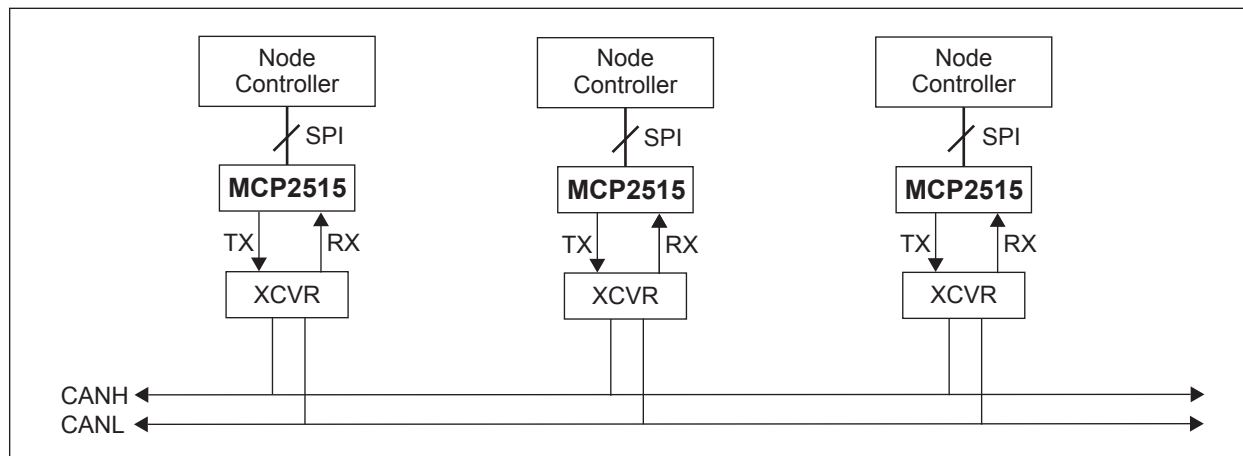 Node
Controller
Node
Controller
Node
Controller
SPI
SPI
SPI
MCP2515
MCP2515
MCP2515
TX
RX
TX
RX
TX
RX
XCVR
XCVR
XCVR
CANH
CANL